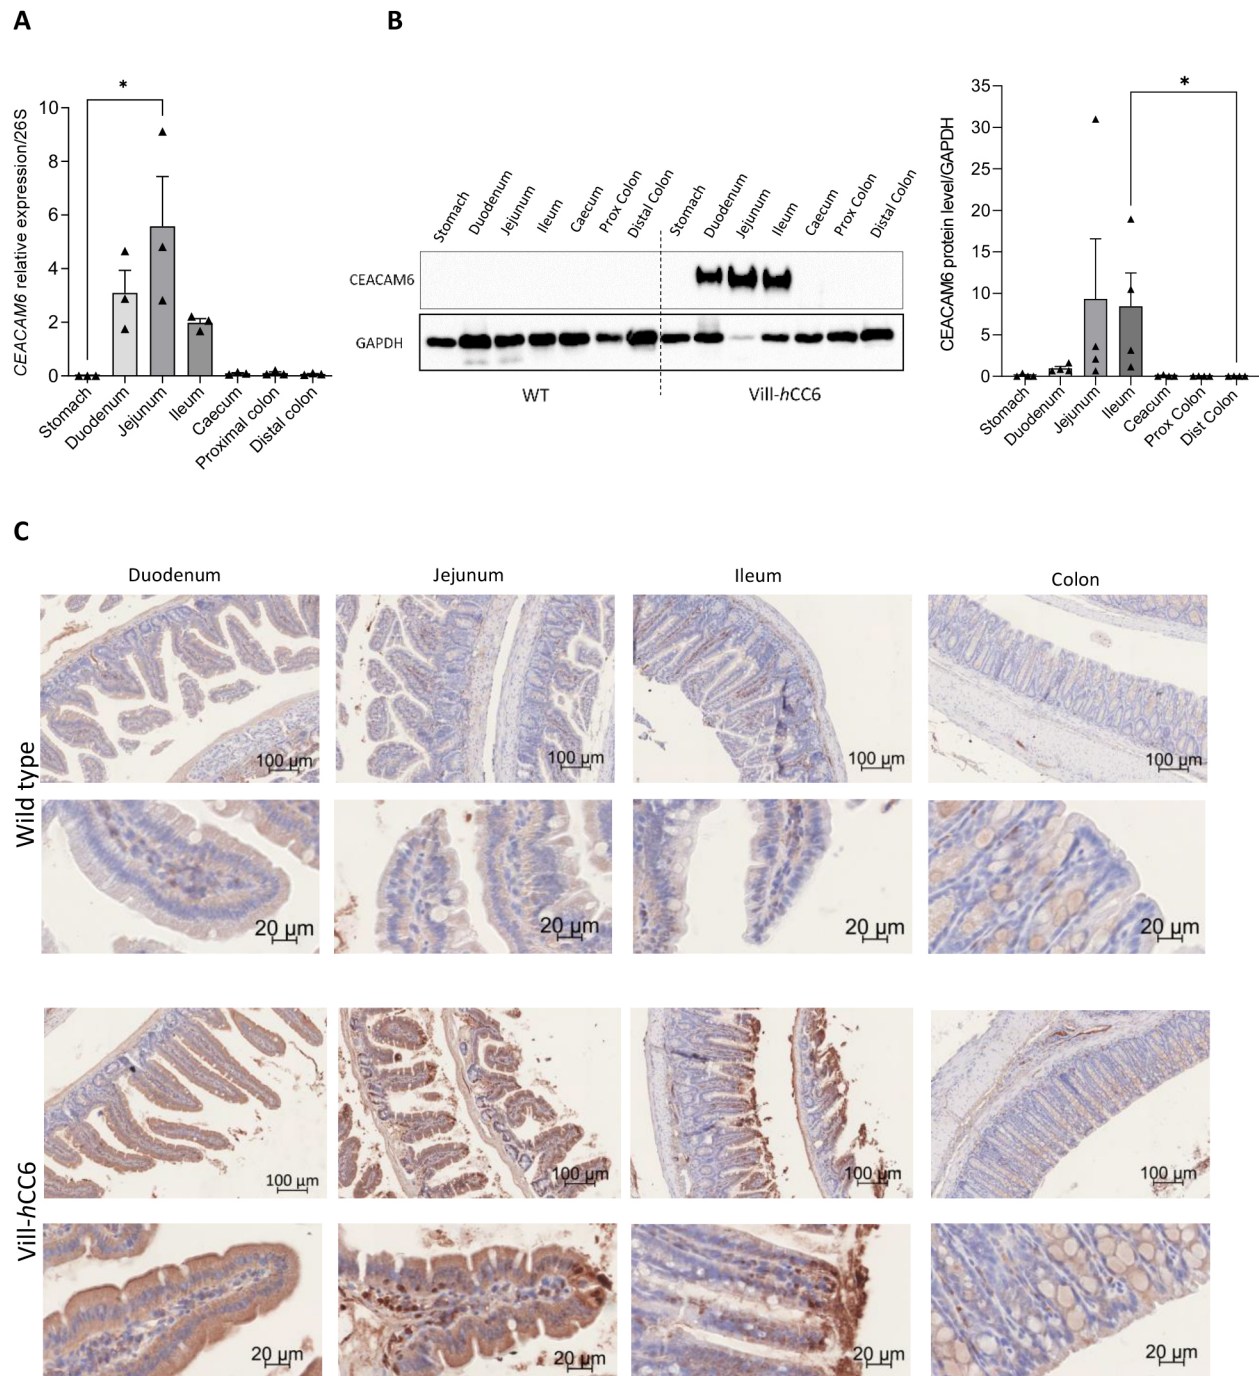 A
B
*
10
8
6
4
2
0
CEACAM6 relative expression/26S
Stomach
Duodenum
Jejunum
Ileum
Caecum
Proximal colon
Distal colon
Stomach
Duodenum
Jejunum
Ileum
Caecum
Prox Colon
Distal Colon
Stomach
Duodenum
Jejunum
Ileum
Caecum
Prox Colon
Distal Colon
CEACAM6
GAPDH
WT
Vill-hCC6
*
35
30
25
20
15
10
5
0
CEACAM6 protein level/GAPDH
Stomach
Duodenum
Jejunum
Ileum
Ceacum
Prox Colon
Dist Colon
C
Duodenum
Jejunum
Ileum
Colon
Wild type
100 µm
100 µm
100 µm
100 µm
20 µm
20 µm
20 µm
20 µm
Vill-hCC6
100 µm
100 µm
100 µm
100 µm
20 µm
20 µm
20 µm
20 µm